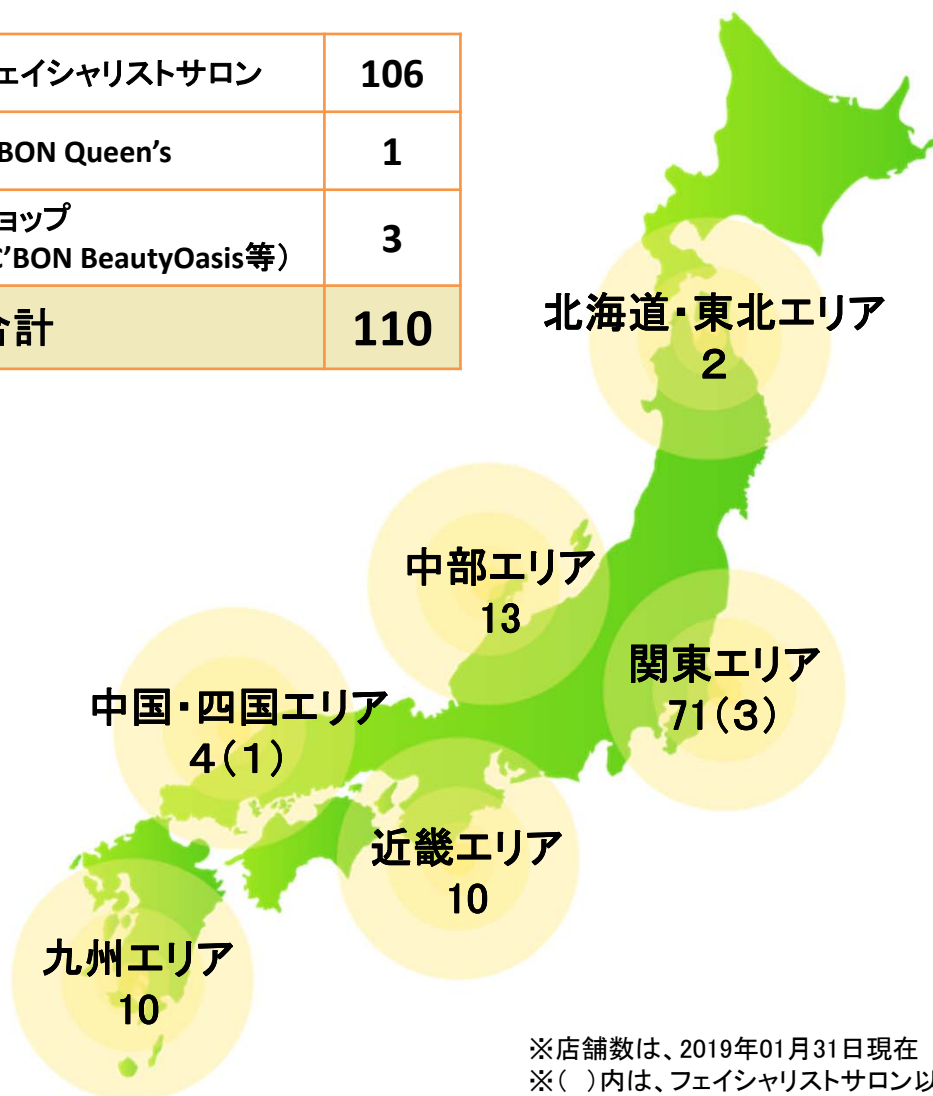 ェイシャリストサロン 106
BON Queen’s 1
ョップ
C’BON BeautyOasis等） 3
合計 110
北海道・東北エリア
2
中部エリア
13
関東エリア
71（3）
中国・四国エリア
4（1）
近畿エリア
10
九州エリア
10
※店舗数は、2019年01月31日現在
※（ ）内は、フェイシャリストサロン以